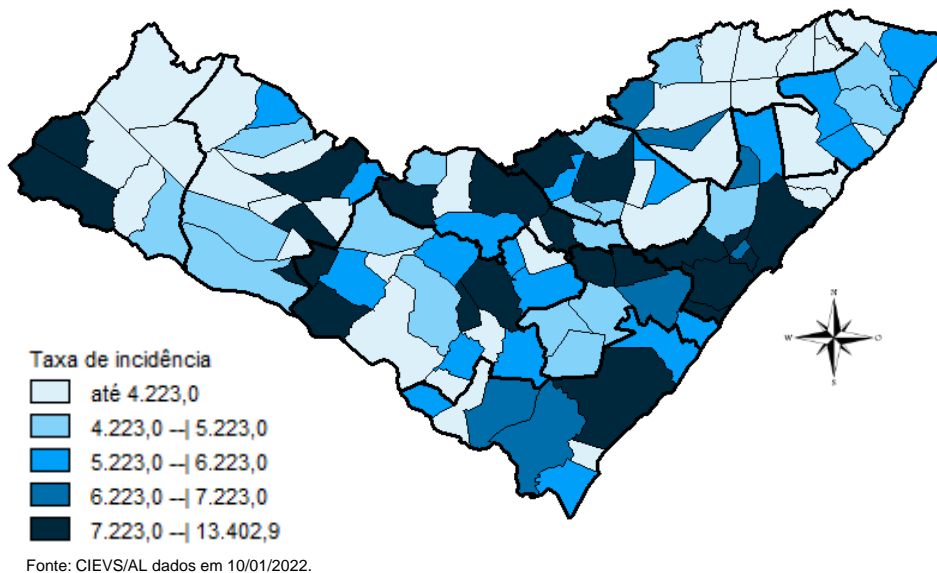 N
W
O
S
Taxa de incidência
até 4.223,0
4.223,0 --| 5.223,0
5.223,0 --| 6.223,0
6.223,0 --| 7.223,0
7.223,0 --| 13.402,9
Fonte: CIEVS/AL dados em 10/01/2022.